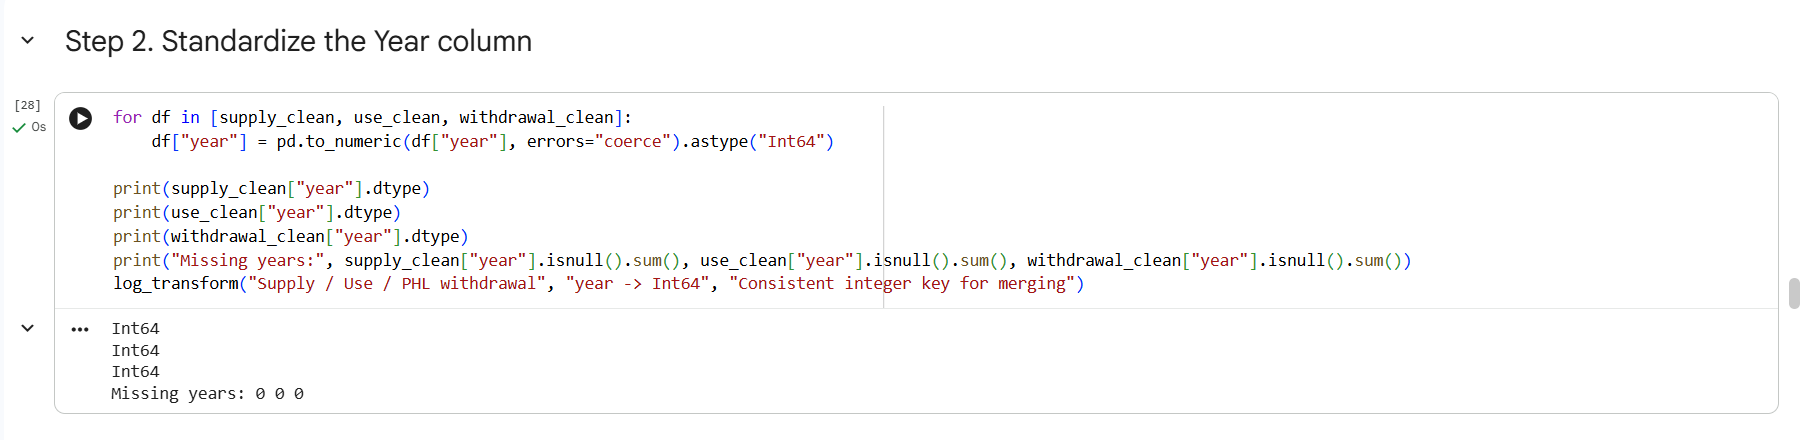 Step 2. Standardize the Year column
[28]
0s
for df in [supply_clean, use_clean, withdrawal_clean]:
    df["year"] = pd.to_numeric(df["year"], errors="coerce").astype("Int64")
print(supply_clean["year"].dtype)
print(use_clean["year"].dtype)
print(withdrawal_clean["year"].dtype)
print("Missing years:", supply_clean["year"].isnull().sum(), use_clean["year"].isnull().sum(), withdrawal_clean["year"].isnull().sum())
log_transform("Supply / Use / PHL withdrawal", "year -> Int64", "Consistent integer key for merging")
Int64
Int64
Int64
Missing years: 0 0 0